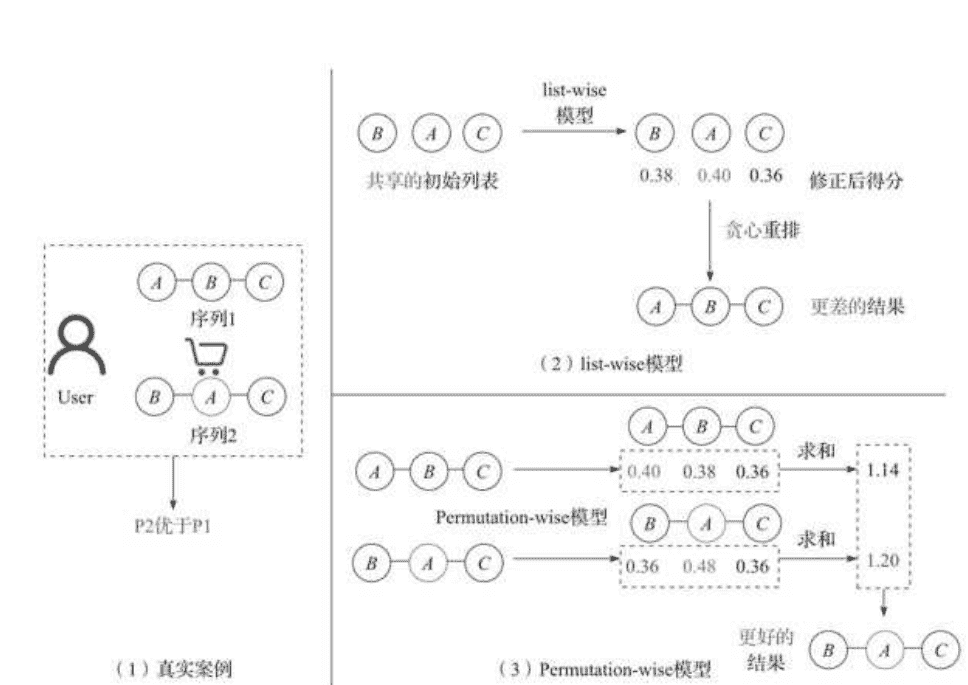 A B C
序列1
User
B A C
序列2
P2优于P1
（1）真实案例
B A C
共享的初始列表
list-wise
模型
B A C
0.38 0.40 0.36
修正后得分
贪心重排
A B C
更差的结果
（2）list-wise模型
A B C
A B C
0.40 0.38 0.36
求和
1.14
Permutation-wise模型
B A C
B A C
0.36 0.48 0.36
求和
1.20
更好的
结果
B A C
（3）Permutation-wise模型